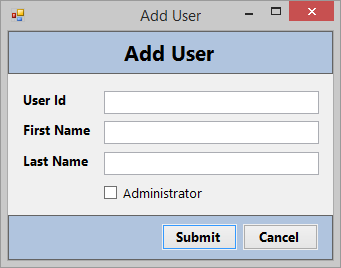 Add User
Add User
User Id
First Name
Last Name
Administrator
Submit Cancel